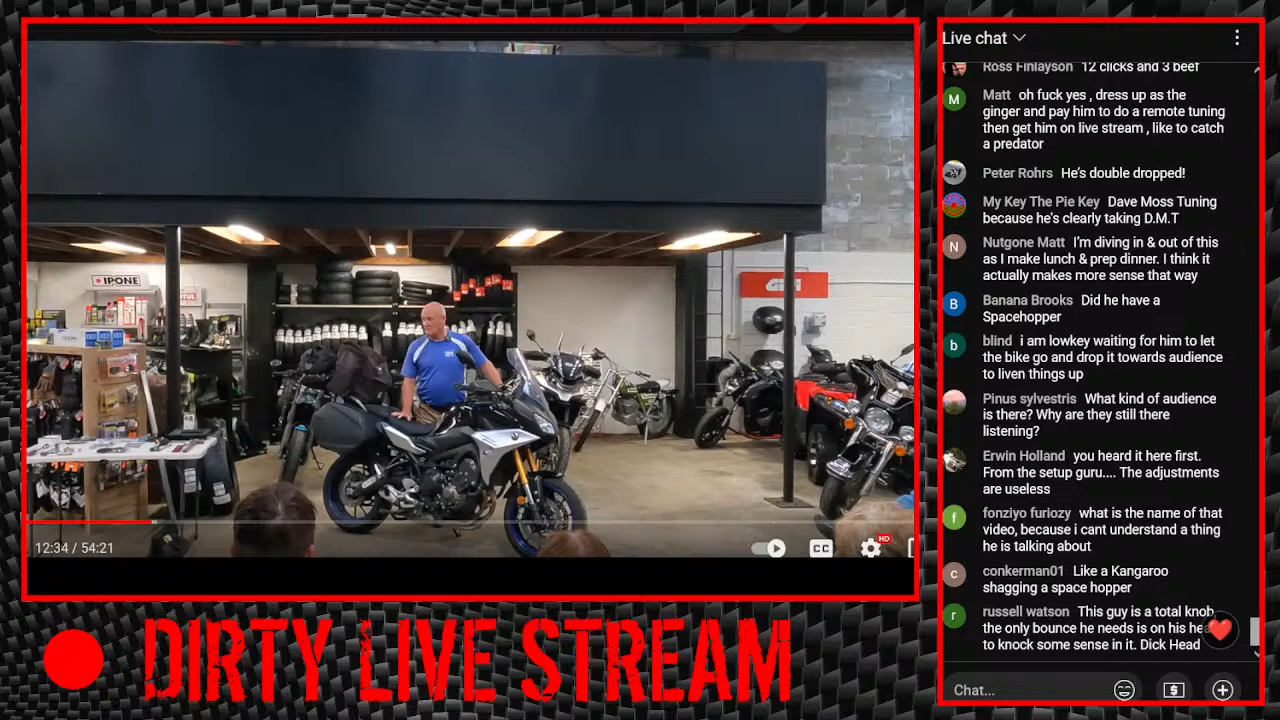 IPONE
MOTUL
GIVI
12:34 / 54:21
CC
HD
DIRTY LIVE STREAM
Live chat
Ross Finlayson 12 clicks and 3 beef
M
Matt oh fuck yes , dress up as the
ginger and pay him to do a remote tuning
then get him on live stream , like to catch
a predator
Peter Rohrs He's double dropped!
My Key The Pie Key Dave Moss Tuning
because he's clearly taking D.M.T
N
Nutgone Matt I'm diving in & out of this
as I make lunch & prep dinner. I think it
actually makes more sense that way
B
Banana Brooks Did he have a
Spacehopper
b
blind i am lowkey waiting for him to let
the bike go and drop it towards audience
to liven things up
Pinus sylvestris What kind of audience
is there? Why are they still there
listening?
Erwin Holland you heard it here first.
From the setup guru.... The adjustments
are useless
f
fonziyo furiozy what is the name of that
video, because i cant understand a thing
he is talking about
c
conkerman01 Like a Kangaroo
shagging a space hopper
r
russell watson This guy is a total knob,
the only bounce he needs is on his
to knock some sense in it. Dick Head
Chat...
$